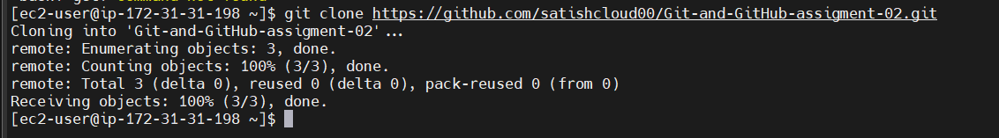 [ec2-user@ip-172-31-31-198 ~]$ git clone https://github.com/satishcloud00/Git-and-GitHub-assigment-02.git
Cloning into 'Git-and-GitHub-assigment-02'...
remote: Enumerating objects: 3, done.
remote: Counting objects: 100% (3/3), done.
remote: Total 3 (delta 0), reused 0 (delta 0), pack-reused 0 (from 0)
Receiving objects: 100% (3/3), done.
[ec2-user@ip-172-31-31-198 ~]$